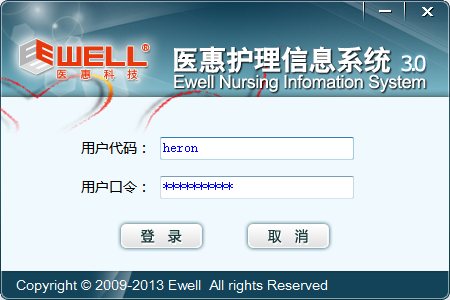 EWELL®
医惠科技
医惠护理信息系统 3.0
Ewell Nursing Infomation System
用户代码： heron
用户口令： **********
登 录 取 消
Copyright © 2009-2013 Ewell All rights Reserved